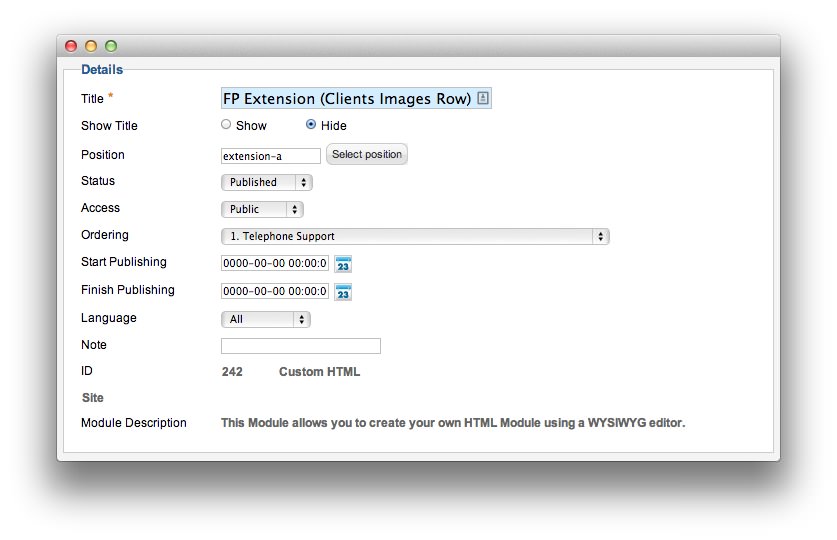 Details
Title * FP Extension (Clients Images Row)
Show Title Show Hide
Position extension-a Select position
Status Published
Access Public
Ordering 1. Telephone Support
Start Publishing 0000-00-00 00:00:0 23
Finish Publishing 0000-00-00 00:00:0 23
Language All
Note
ID 242 Custom HTML
Site
Module Description This Module allows you to create your own HTML Module using a WYSIWYG editor.